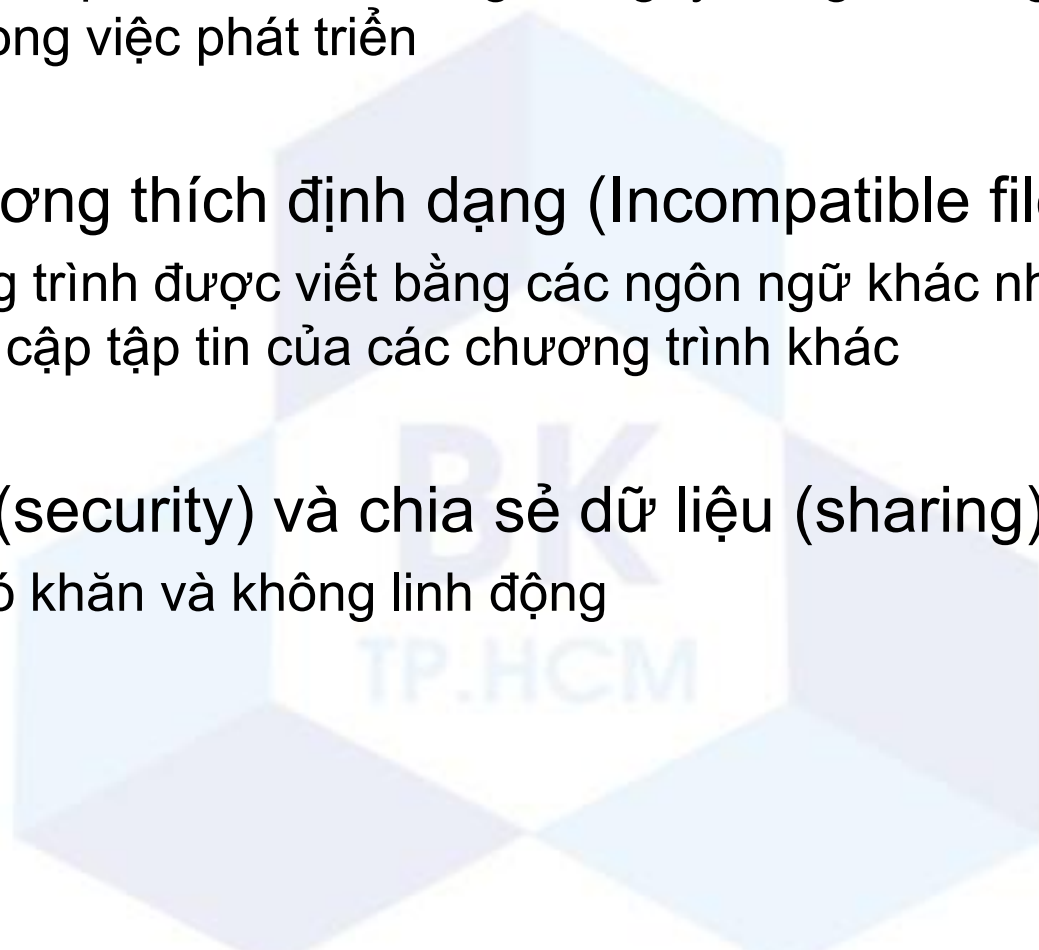 ong việc phát triển
ơng thích định dạng (Incompatible fil
g trình được viết bằng các ngôn ngữ khác nh
cập tập tin của các chương trình khác
(security) và chia sẻ dữ liệu (sharing)
ó khăn và không linh động
BK
TP.HCM